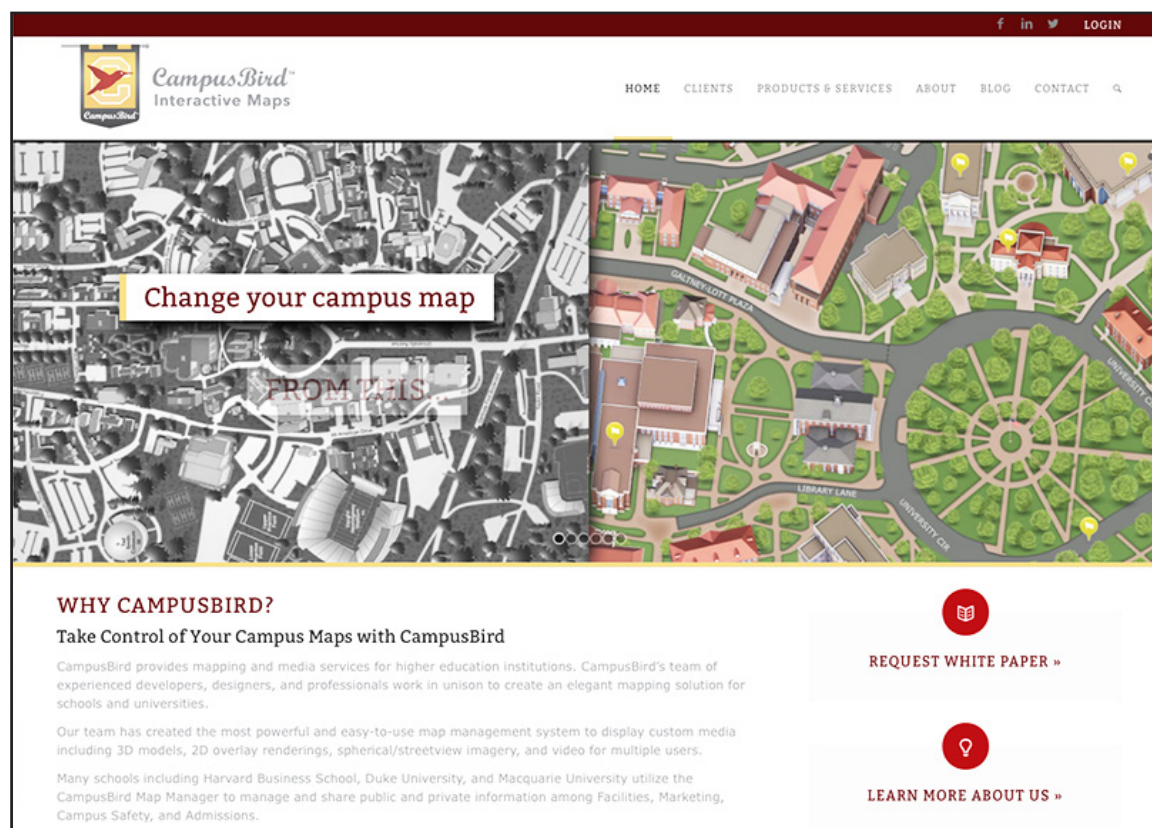 LOGIN
CampusBird™
Interactive Maps
CampusBird
HOME CLIENTS PRODUCTS & SERVICES ABOUT BLOG CONTACT
Change your campus map
FROM THIS...
GALTNEY-LOTT PLAZA
LIBRARY LANE
UNIVERSITY CIR
WHY CAMPUSBIRD?
Take Control of Your Campus Maps with CampusBird
CampusBird provides mapping and media services for higher education institutions. CampusBird's team of
experienced developers, designers, and professionals work in unison to create an elegant mapping solution for
schools and universities.
Our team has created the most powerful and easy-to-use map management system to display custom media
including 3D models, 2D overlay renderings, spherical/streetview imagery, and video for multiple users.
Many schools including Harvard Business School, Duke University, and Macquarie University utilize the
CampusBird Map Manager to manage and share public and private information among Facilities, Marketing,
Campus Safety, and Admissions.
REQUEST WHITE PAPER »
LEARN MORE ABOUT US »